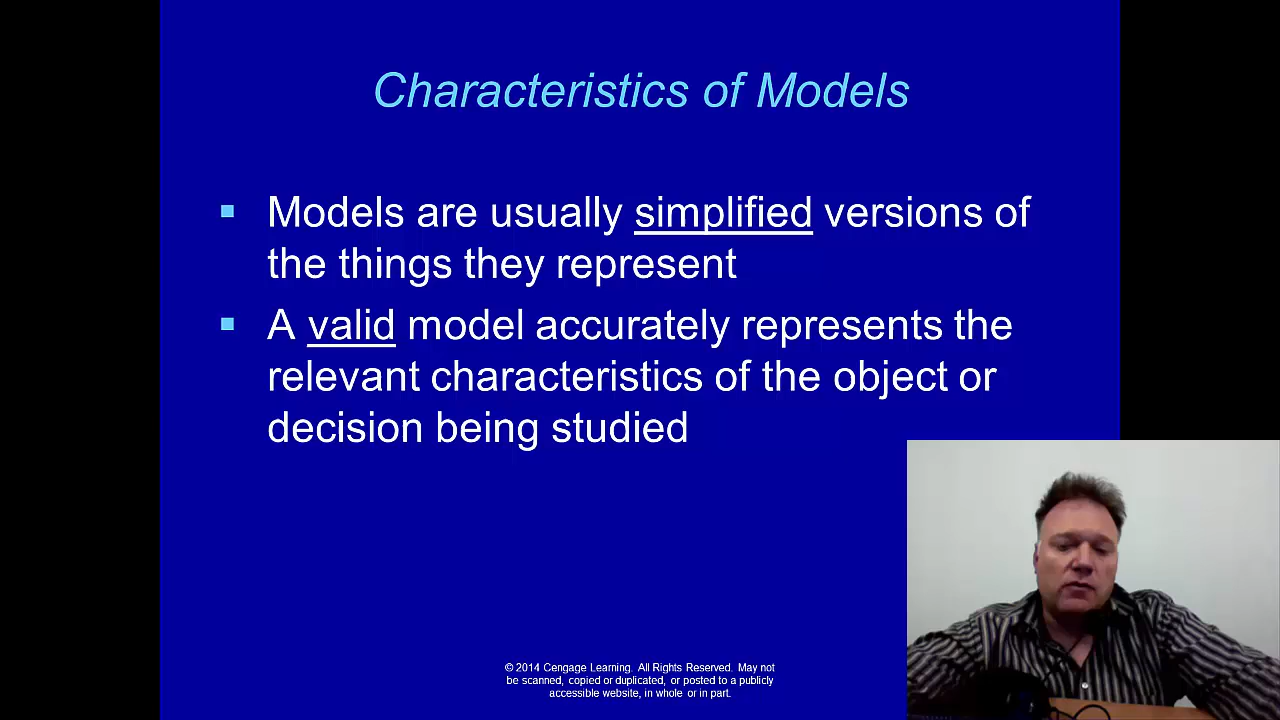 Characteristics of Models
Models are usually simplified versions of
the things they represent
A valid model accurately represents the
relevant characteristics of the object or
decision being studied
© 2014 Cengage Learning. All Rights Reserved. May not
be scanned, copied or duplicated, or posted to a publicly
accessible website, in whole or in part.